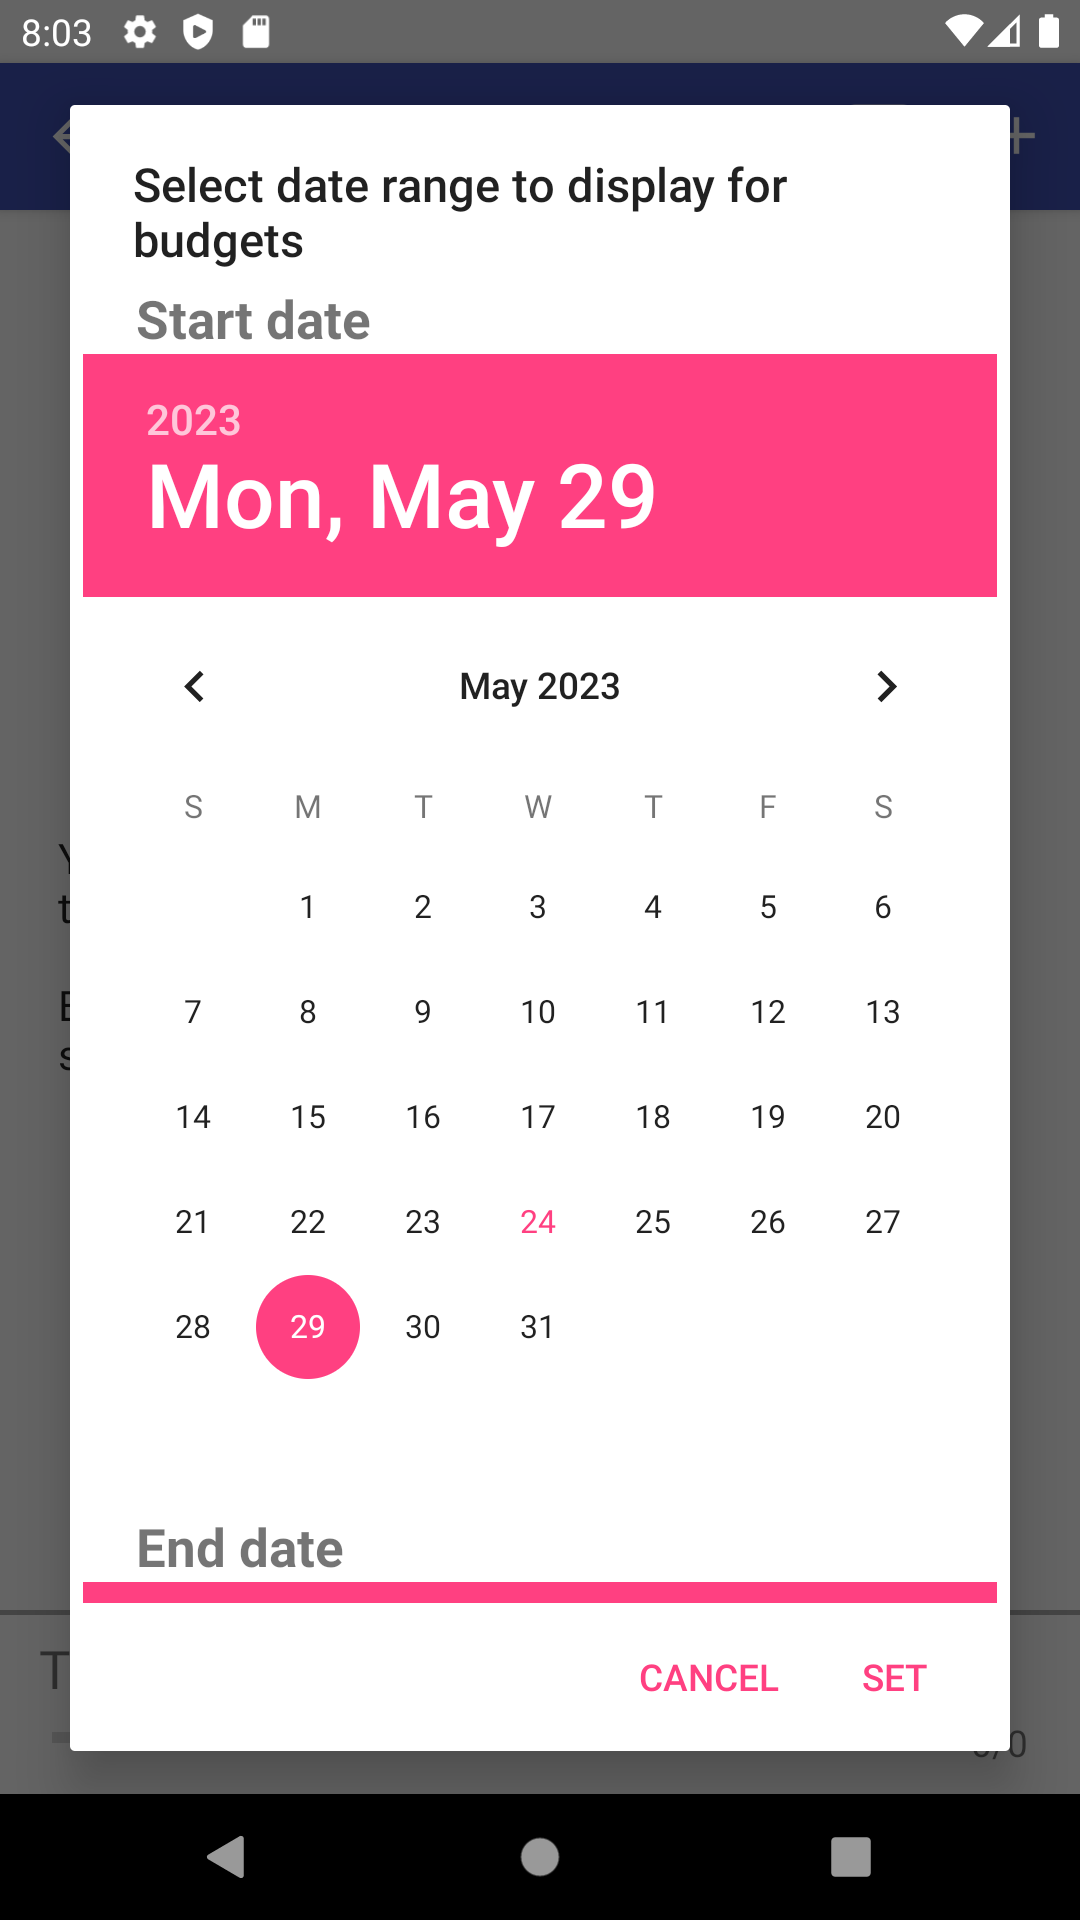 8:03
Select date range to display for
budgets
Start date
2023
Mon, May 29
May 2023
S M T W T F S
1 2 3 4 5 6
7 8 9 10 11 12 13
14 15 16 17 18 19 20
21 22 23 24 25 26 27
28 29 30 31
End date
CANCEL SET